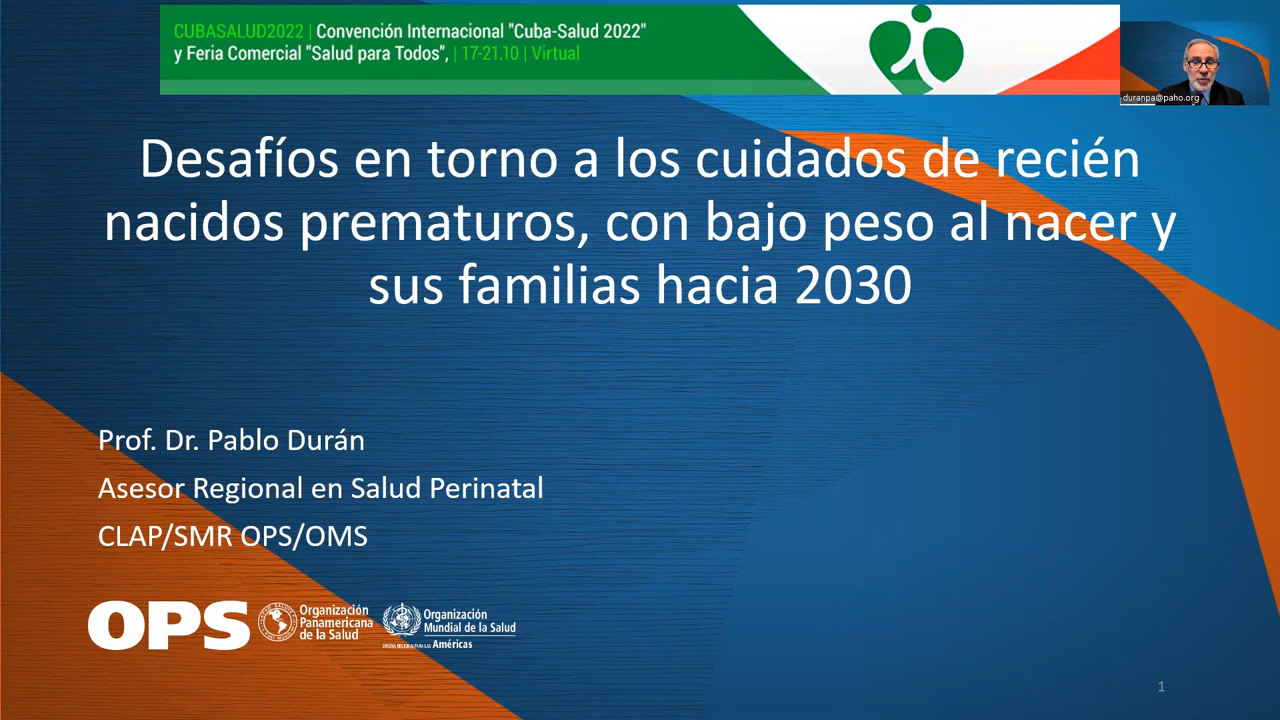 CUBASALUD2022 | Convención Internacional "Cuba-Salud 2022"
y Feria Comercial "Salud para Todos", | 17-21.10 | Virtual
duranpa@paho.org
Desafíos en torno a los cuidados de recién
nacidos prematuros, con bajo peso al nacer y
sus familias hacia 2030
Prof. Dr. Pablo Durán
Asesor Regional en Salud Perinatal
CLAP/SMR OPS/OMS
OPS
Organización
Panamericana
de la Salud
Organización
Mundial de la Salud
Américas
1